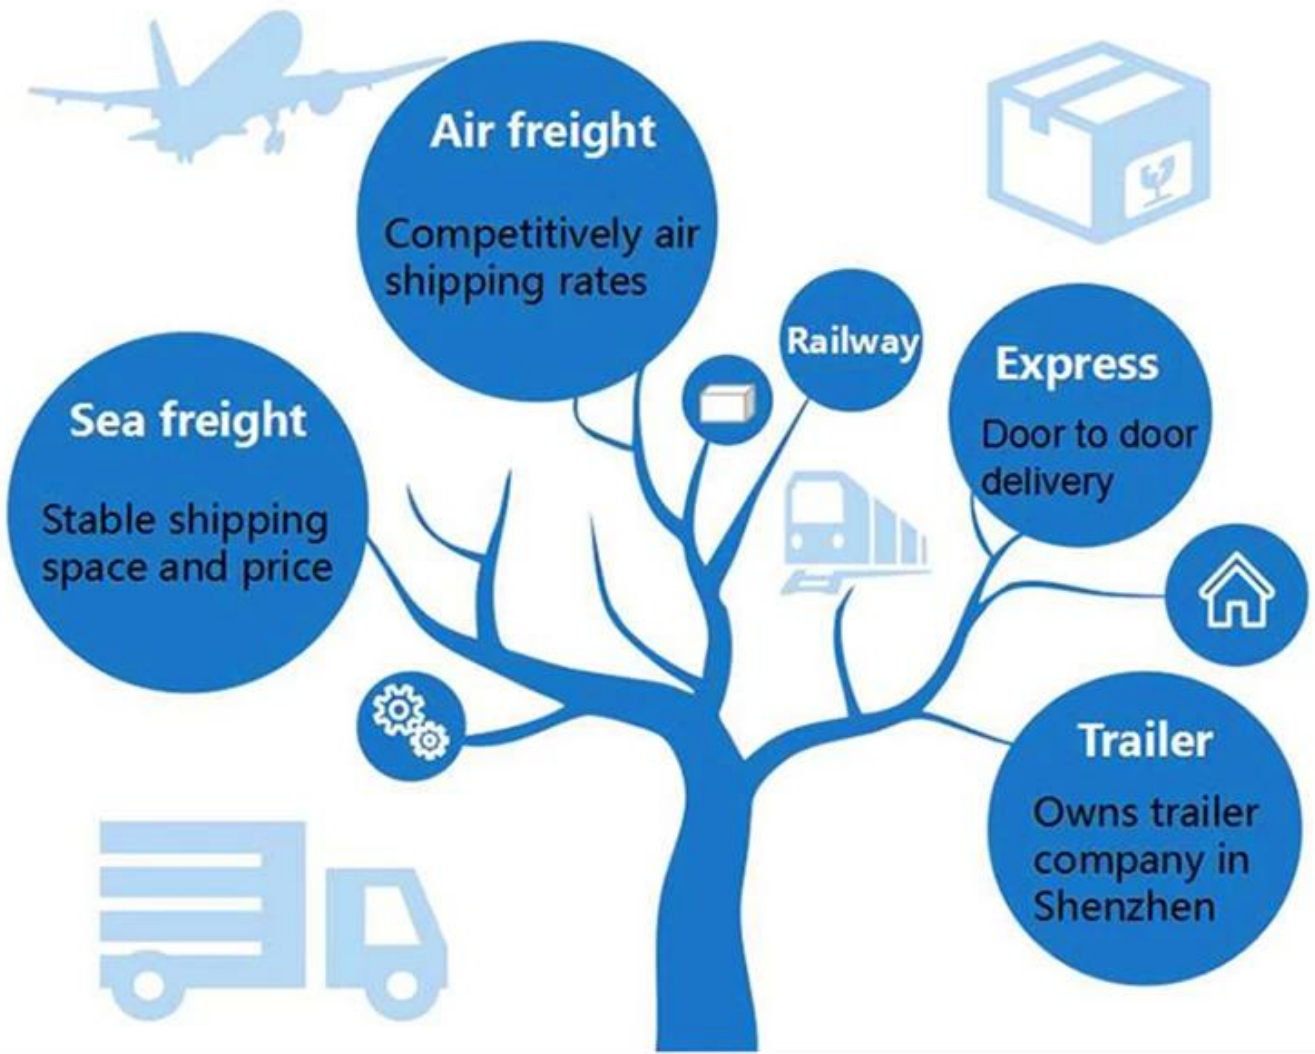 Air freight
Competitively air
shipping rates
Railway
Express
Door to door
delivery
Sea freight
Stable shipping
space and price
Trailer
Owns trailer
company in
Shenzhen